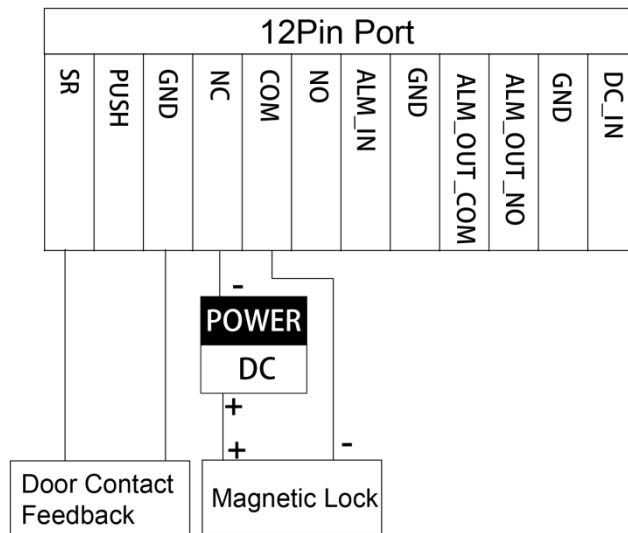 12Pin Port
SR
PUSH
GND
NC
COM
NO
ALM_IN
GND
ALM_OUT_COM
ALM_OUT_NO
GND
DC_IN
-
POWER
DC
+
+
-
Door Contact
Feedback
Magnetic Lock